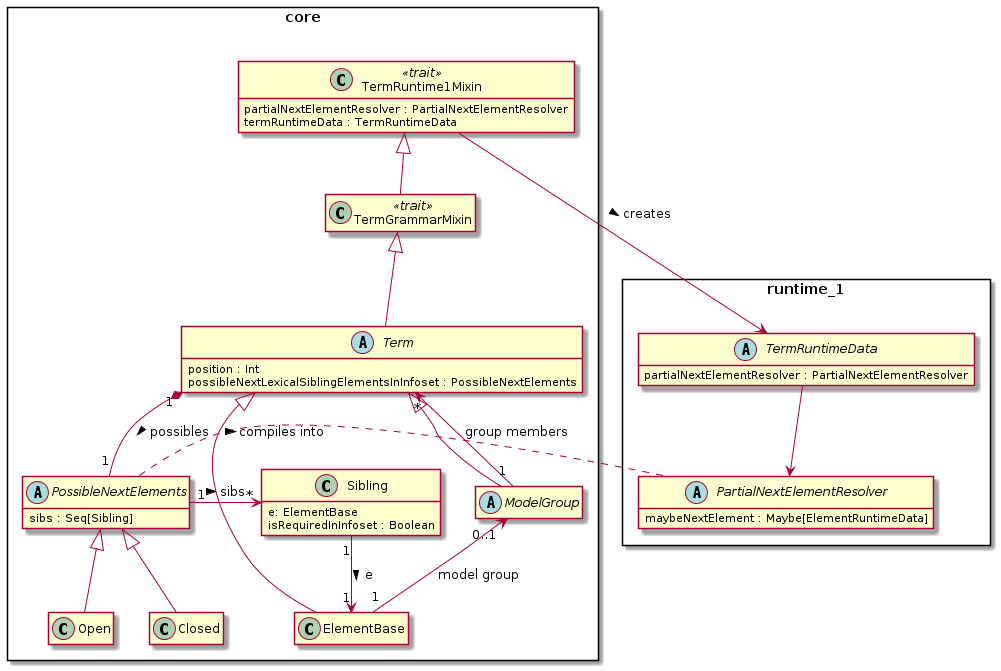 core
«trait»
C
TermRuntime1Mixin
partialNextElementResolver : PartialNextElementResolver
termRuntimeData : TermRuntimeData
«trait»
C
TermGrammarMixin
creates
runtime_1
A
Term
position : Int
possibleNextLexicalSiblingElementsInInfoset : PossibleNextElements
A
TermRuntimeData
partialNextElementResolver : PartialNextElementResolver
1
*
possibles
compiles into
group members
1
1
A
PossibleNextElements
sibs : Seq[Sibling]
1
sibs
*
C
Sibling
e: ElementBase
isRequiredInInfoset : Boolean
A
ModelGroup
A
PartialNextElementResolver
maybeNextElement : Maybe[ElementRuntimeData]
0..1
1
e
model group
1
1
C
Open
C
Closed
C
ElementBase